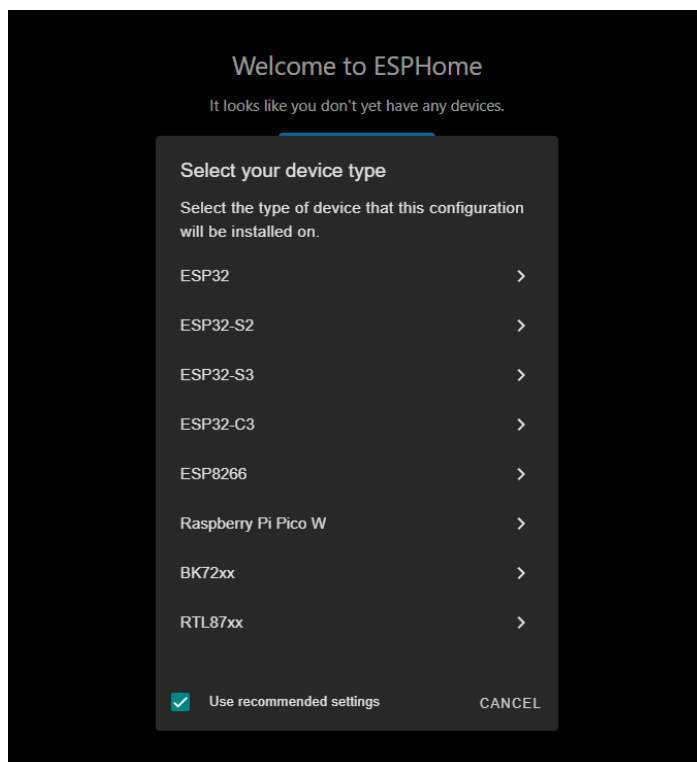 Welcome to ESPHome
It looks like you don't yet have any devices.
Select your device type
Select the type of device that this configuration
will be installed on.
ESP32
ESP32-S2
ESP32-S3
ESP32-C3
ESP8266
Raspberry Pi Pico W
BK72xx
RTL87xx
Use recommended settings
CANCEL